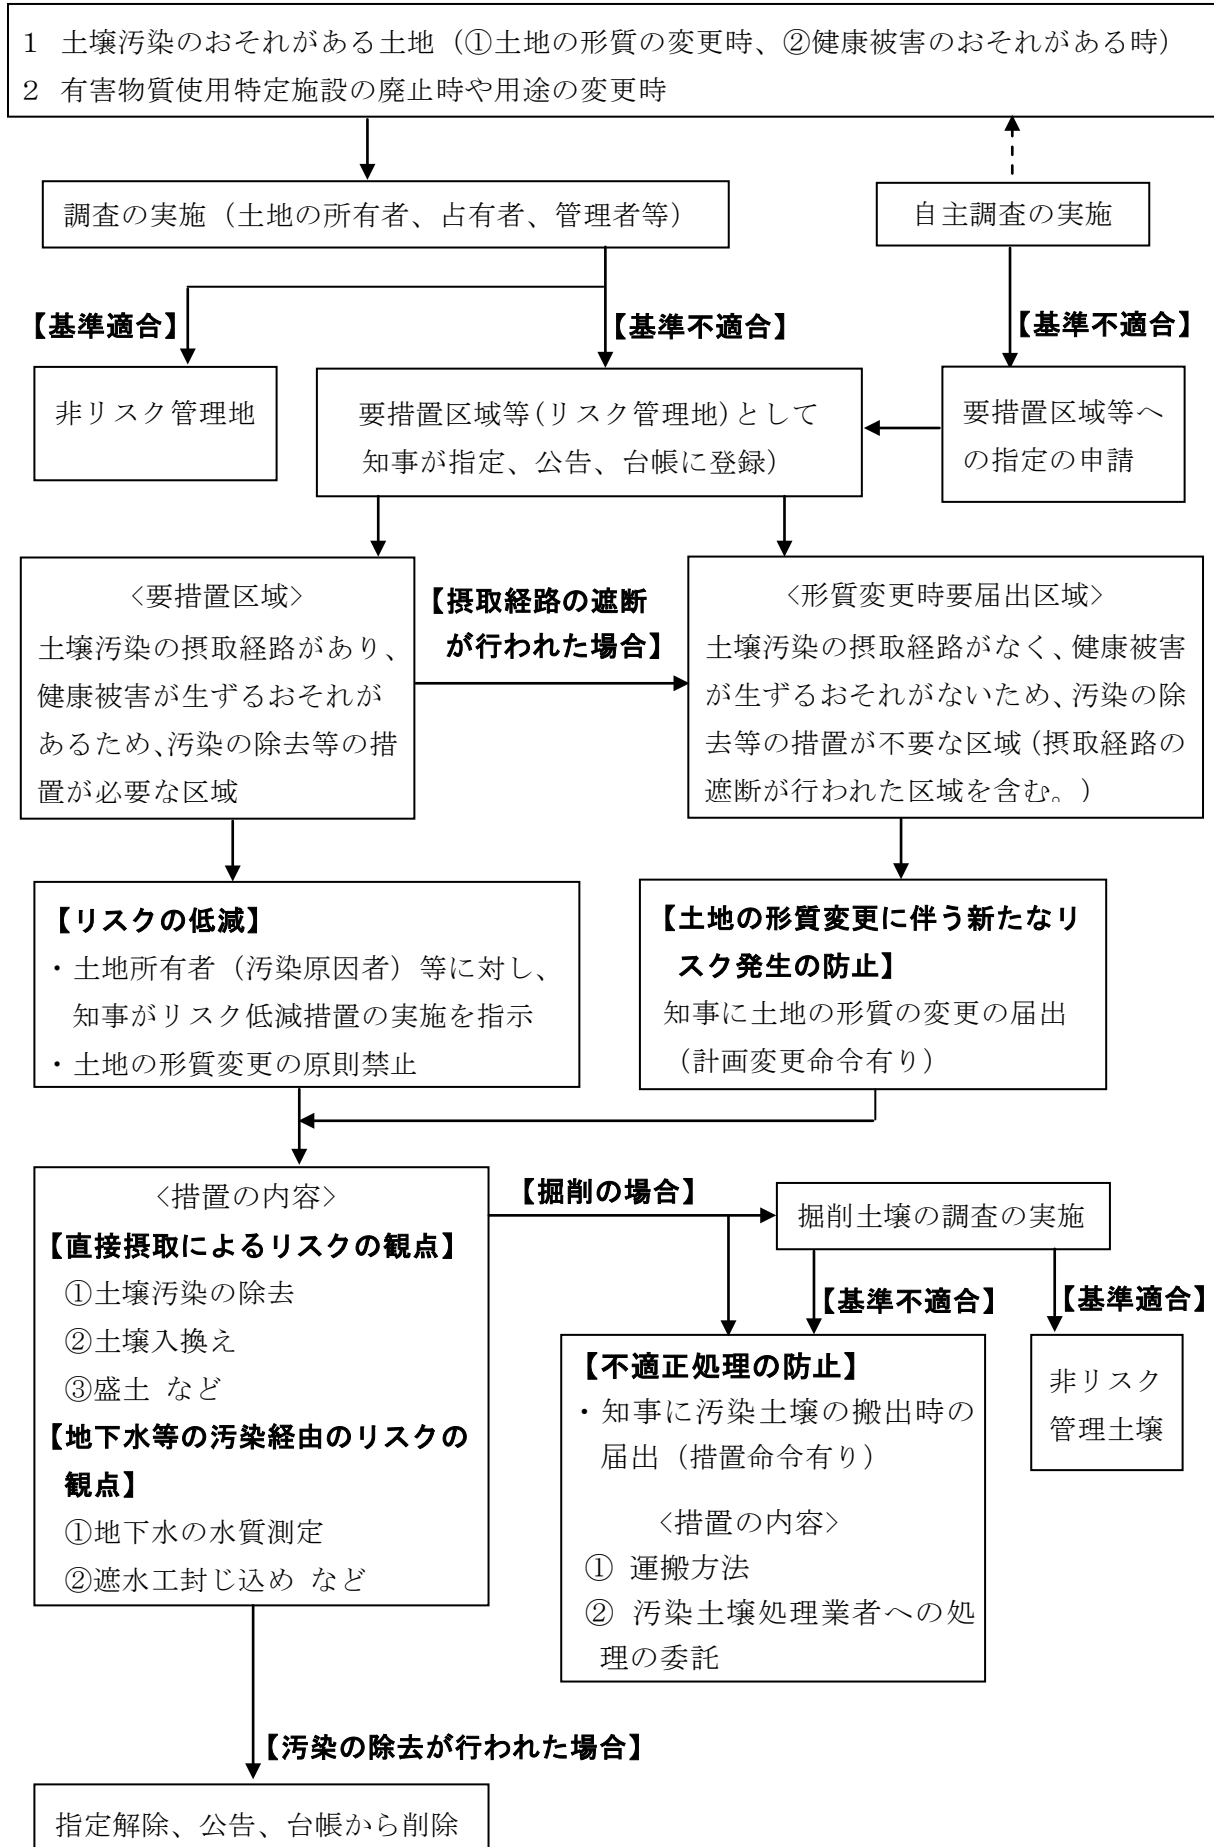 1 土壌汚染のおそれがある土地（①土地の形質の変更時、②健康被害のおそれがある時）
2 有害物質使用特定施設の廃止時や用途の変更時
調査の実施（土地の所有者、占有者、管理者等）
自主調査の実施
【基準適合】
【基準不適合】
【基準不適合】
非リスク管理地
要措置区域等(リスク管理地)として
知事が指定、公告、台帳に登録）
要措置区域等へ
の指定の申請
<要措置区域>
土壌汚染の摂取経路があり、
健康被害が生ずるおそれが
あるため、汚染の除去等の措
置が必要な区域
【摂取経路の遮断
が行われた場合】
<形質変更時要届出区域>
土壌汚染の摂取経路がなく、健康被害
が生ずるおそれがないため、汚染の除
去等の措置が不要な区域（摂取経路の
遮断が行われた区域を含む。）
【リスクの低減】
・土地所有者（汚染原因者）等に対し、
知事がリスク低減措置の実施を指示
・土地の形質変更の原則禁止
【土地の形質変更に伴う新たなリ
スク発生の防止】
知事に土地の形質の変更の届出
（計画変更命令有り）
<措置の内容>
【直接摂取によるリスクの観点】
①土壌汚染の除去
②土壌入換え
③盛土 など
【地下水等の汚染経由のリスクの
観点】
①地下水の水質測定
②遮水工封じ込め など
【掘削の場合】
掘削土壌の調査の実施
【基準不適合】
【基準適合】
【不適正処理の防止】
・知事に汚染土壌の搬出時の
届出（措置命令有り）
<措置の内容>
① 運搬方法
② 汚染土壌処理業者への処
理の委託
非リスク
管理土壌
【汚染の除去が行われた場合】
指定解除、公告、台帳から削除